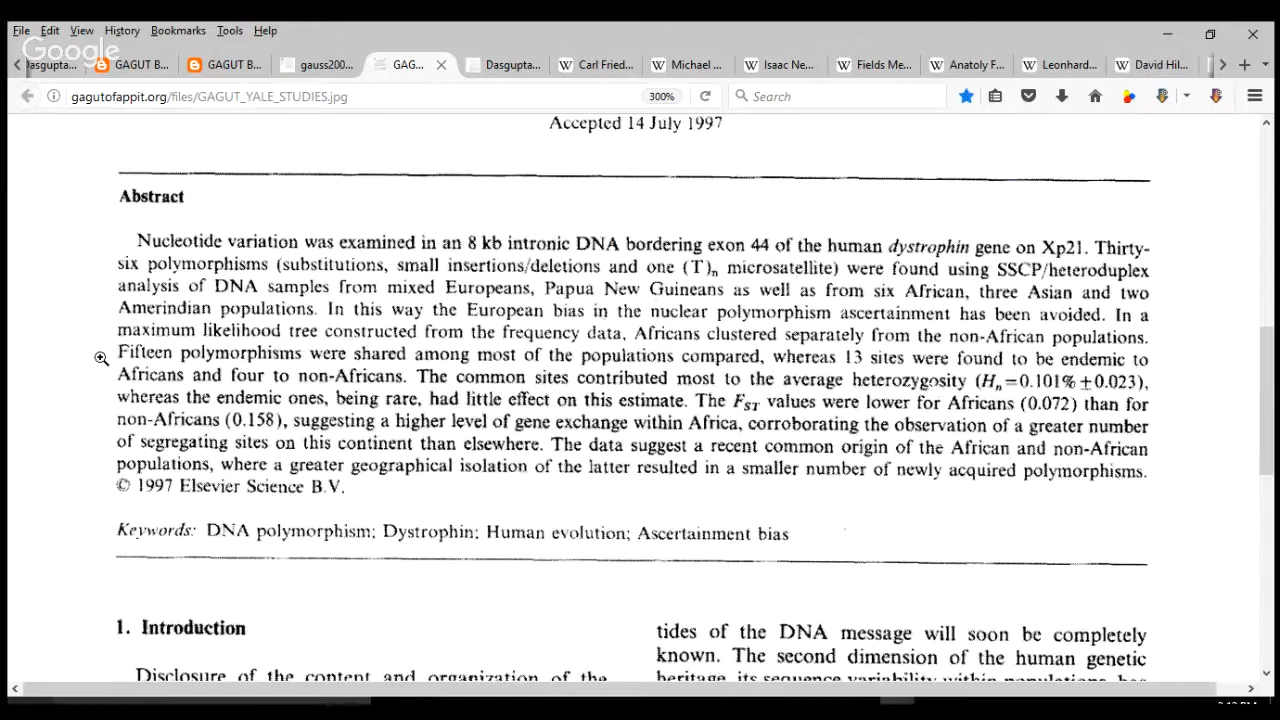 File Edit View History Bookmarks Tools Help
Google
asgupta... GAGUT B... GAGUT B... gauss200... GAG... Dasgupta... Carl Fried... Michael ... Isaac Ne... Fields Me... Anatoly F... Leonhard... David Hil...
gagutofappit.org/files/GAGUT_YALE_STUDIES.jpg 300% Search
Accepted 14 July 1997
Abstract
Nucleotide variation was examined in an 8 kb intronic DNA bordering exon 44 of the human dystrophin gene on Xp21. Thirty-
six polymorphisms (substitutions, small insertions/deletions and one (T)n microsatellite) were found using SSCP/heteroduplex
analysis of DNA samples from mixed Europeans, Papua New Guineans as well as from six African, three Asian and two
Amerindian populations. In this way the European bias in the nuclear polymorphism ascertainment has been avoided. In a
maximum likelihood tree constructed from the frequency data, Africans clustered separately from the non-African populations.
Fifteen polymorphisms were shared among most of the populations compared, whereas 13 sites were found to be endemic to
Africans and four to non-Africans. The common sites contributed most to the average heterozygosity (Hn=0.101%±0.023),
whereas the endemic ones, being rare, had little effect on this estimate. The FST values were lower for Africans (0.072) than for
non-Africans (0.158), suggesting a higher level of gene exchange within Africa, corroborating the observation of a greater number
of segregating sites on this continent than elsewhere. The data suggest a recent common origin of the African and non-African
populations, where a greater geographical isolation of the latter resulted in a smaller number of newly acquired polymorphisms.
© 1997 Elsevier Science B.V.
Keywords: DNA polymorphism; Dystrophin; Human evolution; Ascertainment bias
1. Introduction
Disclosure of the content and organization of the
tides of the DNA message will soon be completely
known. The second dimension of the human genetic
heritage, its sequence variability within populations, has